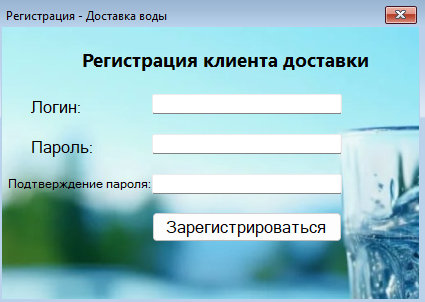 Регистрация - Доставка воды
Регистрация клиента доставки
Логин:
Пароль:
Подтверждение пароля:
Зарегистрироваться